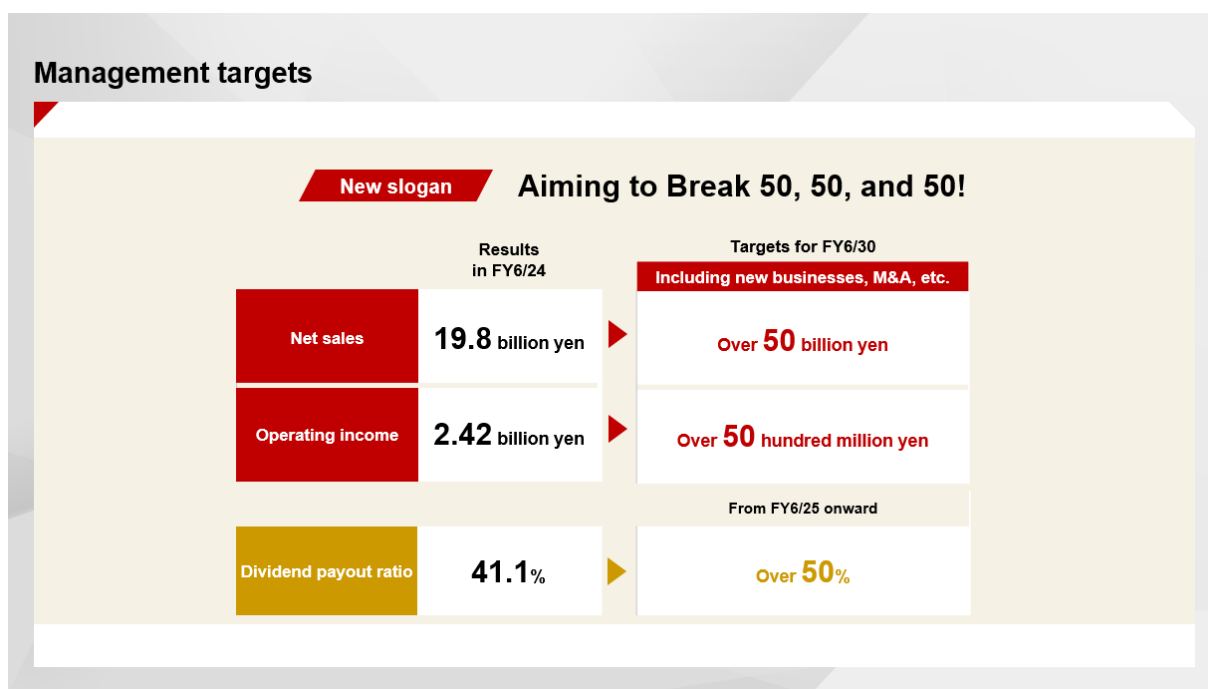 Management targets
New slogan
Aiming to Break 50, 50, and 50!
Results
in FY6/24
Targets for FY6/30
Including new businesses, M&A, etc.
Net sales
19.8 billion yen
Over 50 billion yen
Operating income
2.42 billion yen
Over 50 hundred million yen
From FY6/25 onward
Dividend payout ratio
41.1%
Over 50%